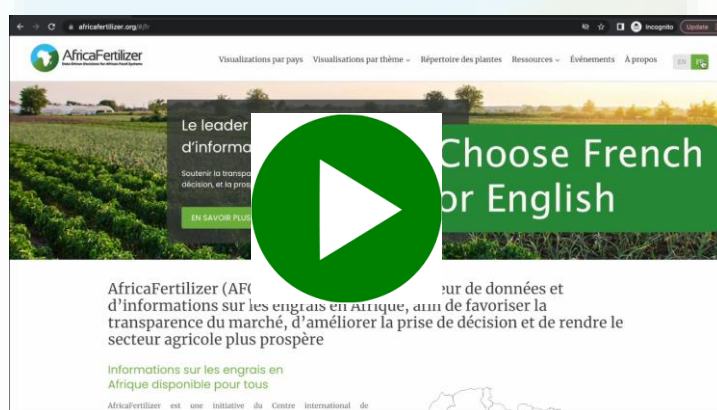 africafertilizer.org/#/fr
Incognito
Update
AfricaFertilizer
Visualizations par pays
Visualisations par thème
Répertoire des plantes
Ressources
Événements
À propos
EN
FR
Le leader
d'informa
Soutenir la transpa
décision, et la pros
EN SAVOIR PLUS
Choose French
or English
AfricaFertilizer (AFO eur de données et
d'informations sur les engrais en Afrique, afin de favoriser la
transparence du marché, d'améliorer la prise de décision et de rendre le
secteur agricole plus prospère
Informations sur les engrais en
Afrique disponible pour tous
AfricaFertilizer est une initiative du Centre international de